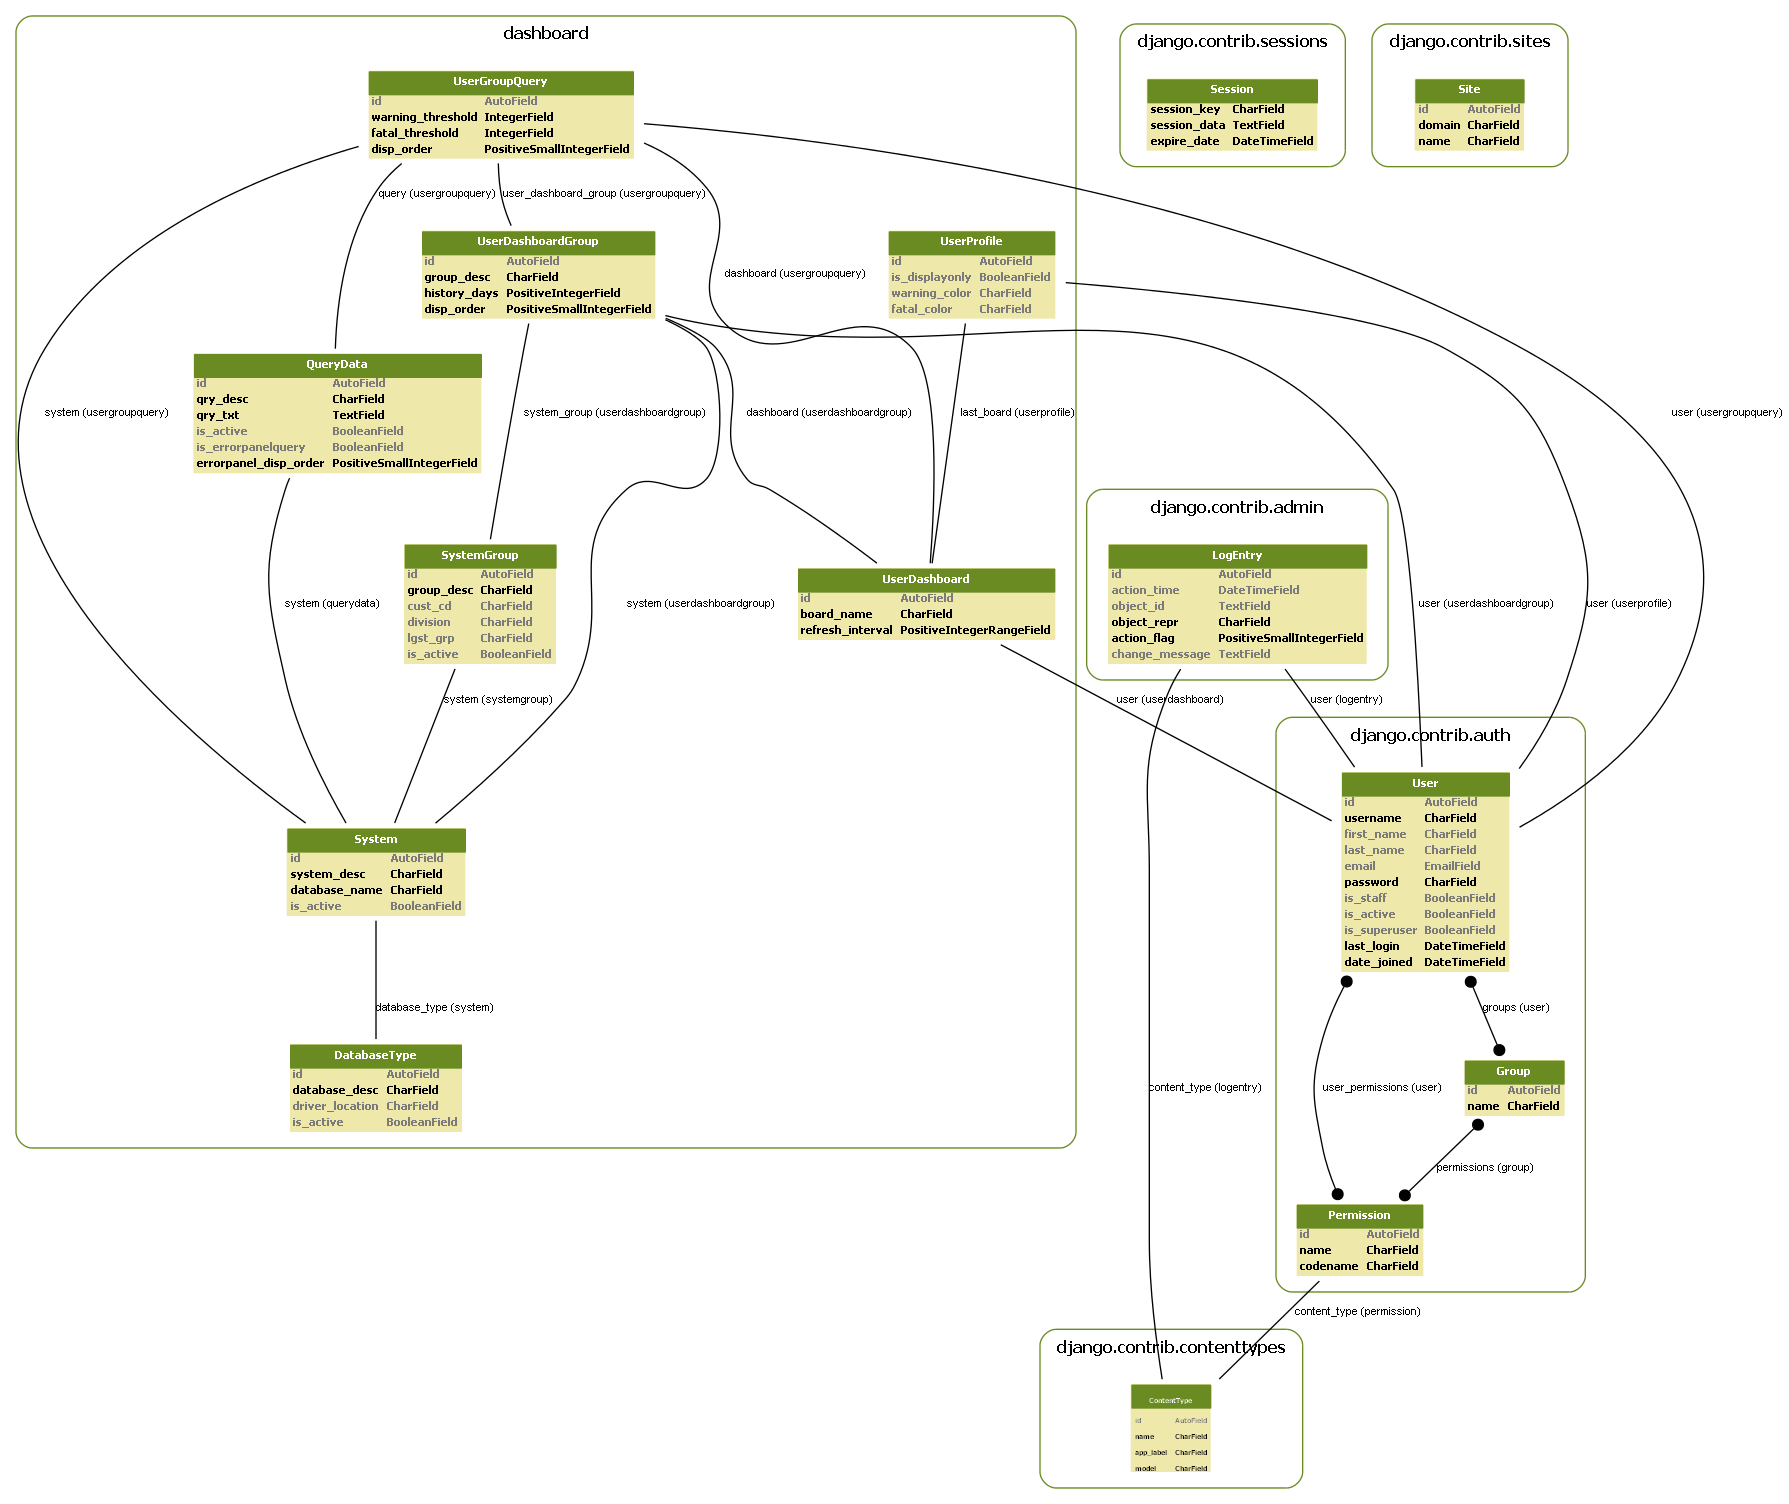 dashboard
UserGroupQuery
id AutoField
warning_threshold IntegerField
fatal_threshold IntegerField
disp_order PositiveSmallIntegerField
query (usergroupquery)
user_dashboard_group (usergroupquery)
UserDashboardGroup
id AutoField
group_desc CharField
history_days PositiveIntegerField
disp_order PositiveSmallIntegerField
dashboard (usergroupquery)
UserProfile
id AutoField
is_displayonly BooleanField
warning_color CharField
fatal_color CharField
QueryData
id AutoField
qry_desc CharField
qry_txt TextField
is_active BooleanField
is_errorpanelquery BooleanField
errorpanel_disp_order PositiveSmallIntegerField
system (usergroupquery)
system_group (userdashboardgroup)
dashboard (userdashboardgroup)
last_board (userprofile)
user (usergroupquery)
SystemGroup
id AutoField
group_desc CharField
cust_cd CharField
division CharField
lgst_grp CharField
is_active BooleanField
system (querydata)
system (userdashboardgroup)
UserDashboard
id AutoField
board_name CharField
refresh_interval PositiveIntegerRangeField
system (systemgroup)
user (userdashboard)
System
id AutoField
system_desc CharField
database_name CharField
is_active BooleanField
database_type (system)
DatabaseType
id AutoField
database_desc CharField
driver_location CharField
is_active BooleanField
django.contrib.sessions
Session
session_key CharField
session_data TextField
expire_date DateTimeField
django.contrib.sites
Site
id AutoField
domain CharField
name CharField
django.contrib.admin
LogEntry
id AutoField
action_time DateTimeField
object_id TextField
object_repr CharField
action_flag PositiveSmallIntegerField
change_message TextField
user (userdashboardgroup)
user (userprofile)
user (logentry)
django.contrib.auth
User
id AutoField
username CharField
first_name CharField
last_name CharField
email EmailField
password CharField
is_staff BooleanField
is_active BooleanField
is_superuser BooleanField
last_login DateTimeField
date_joined DateTimeField
groups (user)
content_type (logentry)
user_permissions (user)
Group
id AutoField
name CharField
permissions (group)
Permission
id AutoField
name CharField
codename CharField
content_type (permission)
django.contrib.contenttypes
ContentType
id AutoField
name CharField
app_label CharField
model CharField